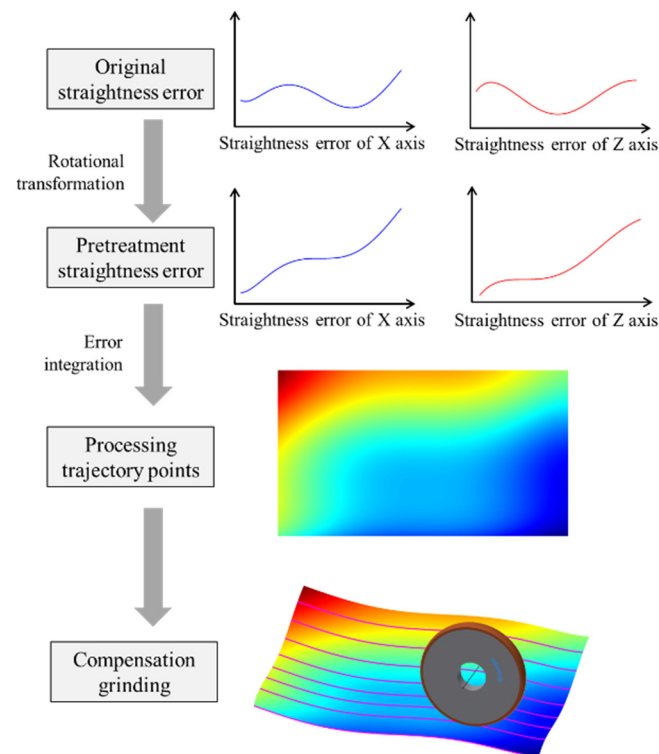 Original
straightness error
Straightness error of X axis
Straightness error of Z axis
Rotational
transformation
Pretreatment
straightness error
Straightness error of X axis
Straightness error of Z axis
Error
integration
Processing
trajectory points
Compensation
grinding